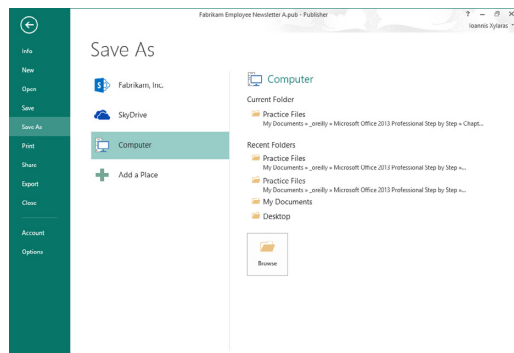 Fabrikam Employee Newsletter A.pub - Publisher
Ioannis Xylaras
Info
New
Open
Save
Save As
Print
Share
Export
Close
Account
Options
Save As
Fabrikam, Inc.
SkyDrive
Computer
Add a Place
Computer
Current Folder
Practice Files
My Documents » _oreilly » Microsoft Office 2013 Professional Step by Step » Chapt...
Recent Folders
Practice Files
My Documents » _oreilly » Microsoft Office 2013 Professional Step by Step »...
Practice Files
My Documents » _oreilly » Microsoft Office 2013 Professional Step by Step »...
My Documents
Desktop
Browse